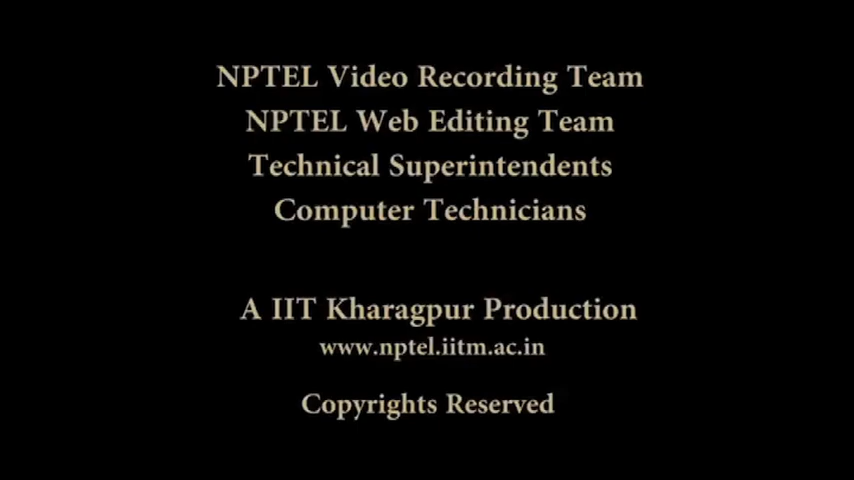 NPTEL Video Recording Team
NPTEL Web Editing Team
Technical Superintendents
Computer Technicians
A IIT Kharagpur Production
www.nptel.iitm.ac.in
Copyrights Reserved